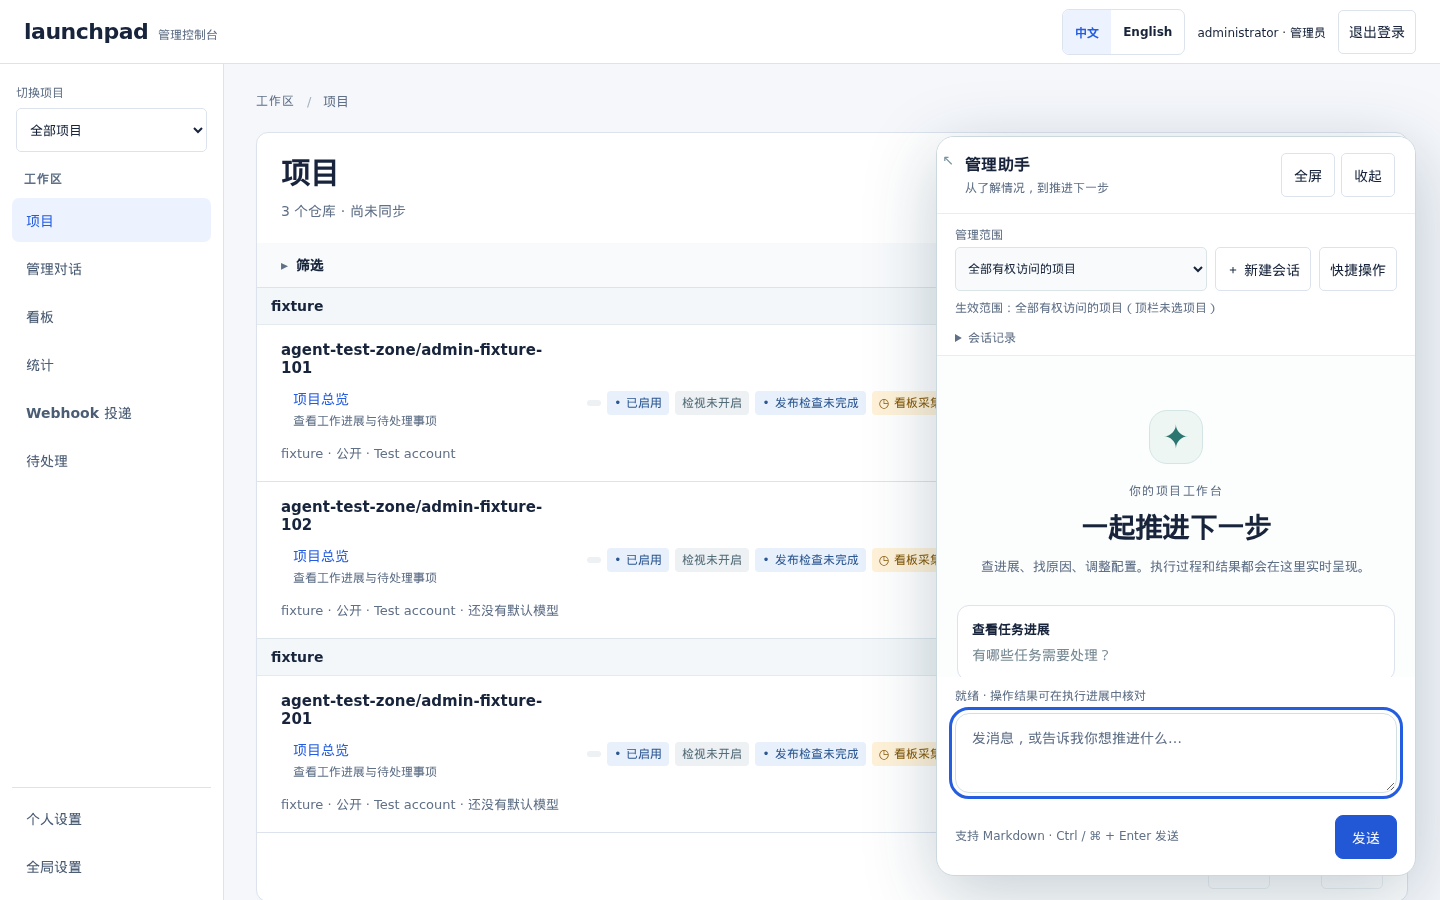 launchpad 管理控制台
中文 English administrator · 管理员 退出登录
切换项目
全部项目
工作区
项目
管理对话
看板
统计
Webhook 投递
待处理
个人设置
全局设置
工作区 / 项目
项目
3 个仓库 · 尚未同步
▸ 筛选
fixture
agent-test-zone/admin-fixture-
101
项目总览
查看工作进展与待处理事项
• 已启用 检视未开启 • 发布检查未完成 ◷ 看板采
fixture · 公开 · Test account
agent-test-zone/admin-fixture-
102
项目总览
查看工作进展与待处理事项
• 已启用 检视未开启 • 发布检查未完成 ◷ 看板采
fixture · 公开 · Test account · 还没有默认模型
fixture
agent-test-zone/admin-fixture-
201
项目总览
查看工作进展与待处理事项
• 已启用 检视未开启 • 发布检查未完成 ◷ 看板采
fixture · 公开 · Test account · 还没有默认模型
管理助手
从了解情况，到推进下一步
全屏 收起
管理范围
全部有权访问的项目 + 新建会话 快捷操作
生效范围：全部有权访问的项目（顶栏未选项目）
▶ 会话记录
你的项目工作台
一起推进下一步
查进展、找原因、调整配置。执行过程和结果都会在这里实时呈现。
查看任务进展
有哪些任务需要处理？
就绪 · 操作结果可在执行进展中核对
发消息，或告诉我你想推进什么...
支持 Markdown · Ctrl / ⌘ + Enter 发送 发送